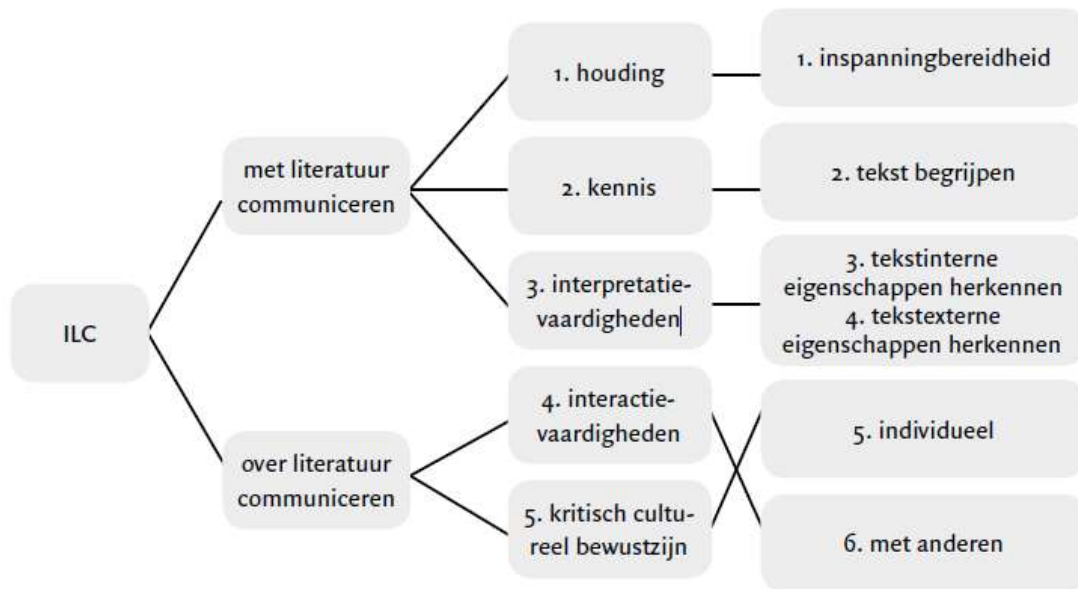 ILC
met literatuur
communiceren
over literatuur
communiceren
1. houding
2. kennis
3. interpretatie-
vaardigheden
4. interactie-
vaardigheden
5. kritisch cultu-
reel bewustzijn
1. inspanningbereidheid
2. tekst begrijpen
3. tekstinterne
eigenschappen herkennen
4. tekstexterne
eigenschappen herkennen
5. individueel
6. met anderen